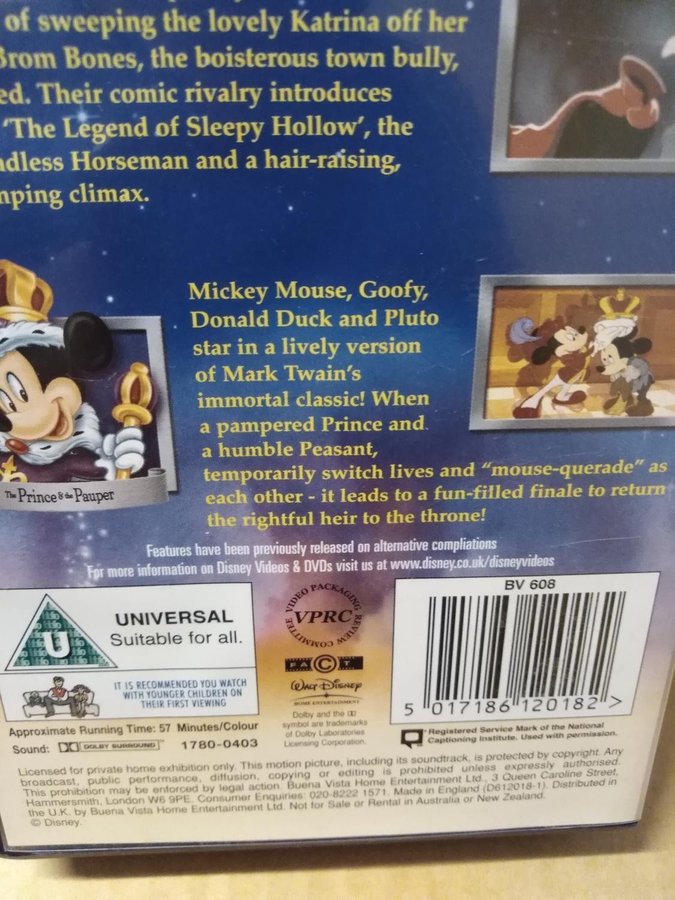 of sweeping the lovely Katrina off her
Brom Bones, the boisterous town bully,
ed. Their comic rivalry introduces
'The Legend of Sleepy Hollow', the
adless Horseman and a hair-raising,
mping climax.
Mickey Mouse, Goofy,
Donald Duck and Pluto
star in a lively version
of Mark Twain's
immortal classic! When
a pampered Prince and
a humble Peasant,
temporarily switch lives and "mouse-querade" as
each other - it leads to a fun-filled finale to return
the rightful heir to the throne!
The Prince & the Pauper
Features have been previously released on alternative compliations
For more information on Disney Videos & DVDs visit us at www.disney.co.uk/disneyvideos
U
UNIVERSAL
Suitable for all.
IT IS RECOMMENDED YOU WATCH
WITH YOUNGER CHILDREN ON
THEIR FIRST VIEWING
Approximate Running Time: 57 Minutes/Colour
Sound: DOLBY SURROUND 1780-0403
VIDEO PACKAGING REVIEW COMMITTEE
VPRC
FACT
WALT DISNEY
HOME ENTERTAINMENT
Dolby and the DD
symbol are trademarks
of Dolby Laboratories
Licensing Corporation.
BV 608
5 017186 120182 >
Registered Service Mark of the National
Captioning Institute. Used with permission.
Licensed for private home exhibition only. This motion picture, including its soundtrack, is protected by copyright. Any
broadcast, public performance, diffusion, copying or editing is prohibited unless expressly authorised.
This prohibition may be enforced by legal action. Buena Vista Home Entertainment Ltd., 3 Queen Caroline Street,
Hammersmith, London W6 9PE. Consumer Enquiries: 020-8222 1571. Made in England (D612018-1). Distributed in
the U.K. by Buena Vista Home Entertainment Ltd. Not for Sale or Rental in Australia or New Zealand.
© Disney.